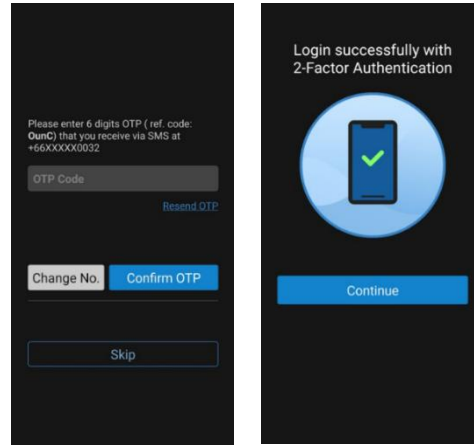 Please enter 6 digits OTP ( ref. code:
OunC) that you receive via SMS at
+66XXXXX0032
OTP Code
Resend OTP
Change No.
Confirm OTP
Skip
Login successfully with
2-Factor Authentication
Continue